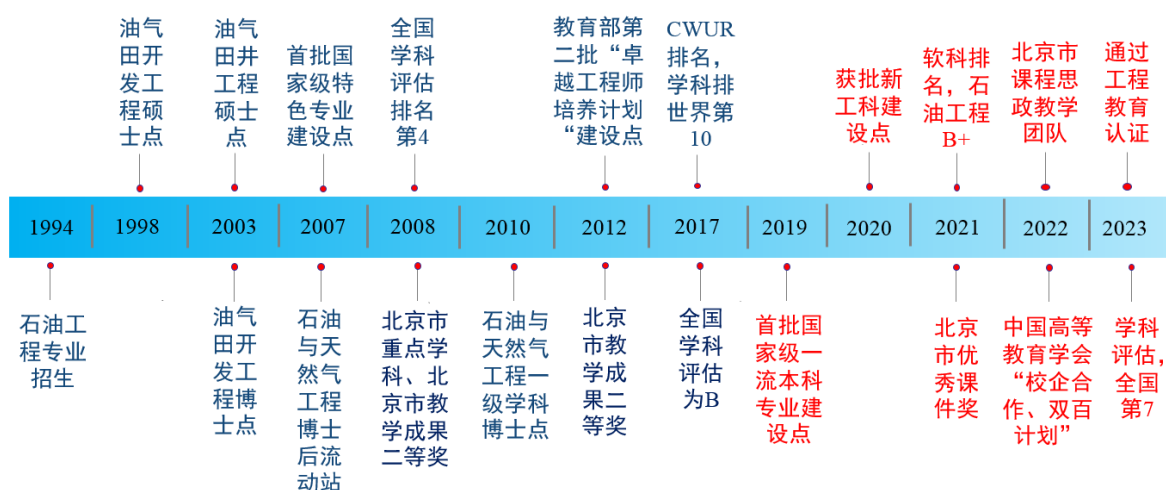 油气
田开
发工
程硕
士点
油气
田井
工程
硕士
点
首批国
家级特
色专业
建设点
全国
学科
评估
排名
第4
教育部第
二批“卓
越工程师
培养计划
“建设点
CWUR
排名，
学科排
世界第
10
获批新
工科建
设点
软科排
名，石
油工程
B+
北京市
课程思
政教学
团队
通过
工程
教育
认证
1994
1998
2003
2007
2008
2010
2012
2017
2019
2020
2021
2022
2023
石油工
程专业
招生
油气
田开
发工
程博
士点
石油
与天
然气
工程
博士
后流
动站
北京市
重点学
科、北
京市教
学成果
二等奖
石油与
天然气
工程一
级学科
博士点
北京
市教
学成
果二
等奖
全国
学科
评估
为B
首批国
家级一
流本科
专业建
设点
北京
市优
秀课
件奖
中国高等
教育学会
“校企合
作、双百
计划”
学科
评估，
全国
第7